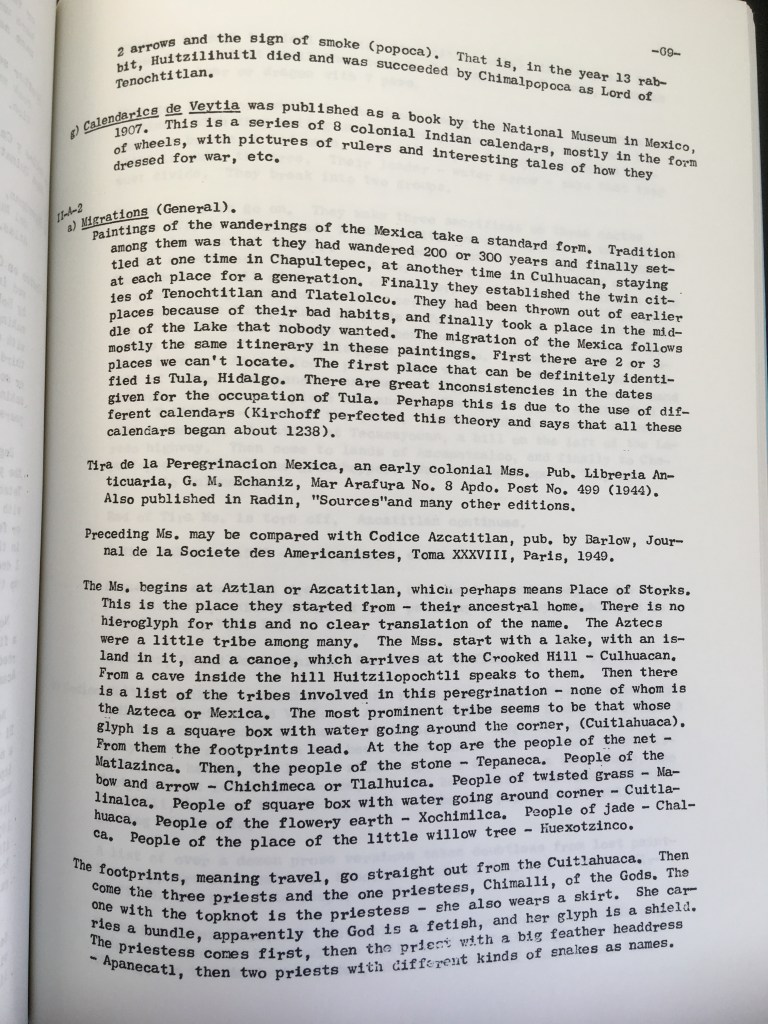 -69-
2 arrows and the sign of smoke (popoca). That is, in the year 13 rab-
bit, Huitzilihuitl died and was succeeded by Chimalpopoca as Lord of
Tenochtitlan.
g) Calendarics de Veytia was published as a book by the National Museum in Mexico,
1907. This is a series of 8 colonial Indian calendars, mostly in the form
of wheels, with pictures of rulers and interesting tales of how they
dressed for war, etc.
II-A-2
a) Migrations (General).
Paintings of the wanderings of the Mexica take a standard form. Tradition
among them was that they had wandered 200 or 300 years and finally set-
tled at one time in Chapultepec, at another time in Culhuacan, staying
at each place for a generation. Finally they established the twin cit-
ies of Tenochtitlan and Tlatelolco. They had been thrown out of earlier
places because of their bad habits, and finally took a place in the mid-
dle of the Lake that nobody wanted. The migration of the Mexica follows
mostly the same itinerary in these paintings. First there are 2 or 3
places we can't locate. The first place that can be definitely identi-
fied is Tula, Hidalgo. There are great inconsistencies in the dates
given for the occupation of Tula. Perhaps this is due to the use of dif-
ferent calendars (Kirchoff perfected this theory and says that all these
calendars began about 1238).
Tira de la Peregrinacion Mexica, an early colonial Mss. Pub. Libreria An-
ticuaria, G. M. Echaniz, Mar Arafura No. 8 Apdo. Post No. 499 (1944).
Also published in Radin, "Sources"and many other editions.
Preceding Ms. may be compared with Codice Azcatitlan, pub. by Barlow, Jour-
nal de la Societe des Americanistes, Toma XXXVIII, Paris, 1949.
The Ms. begins at Aztlan or Azcatitlan, which perhaps means Place of Storks.
This is the place they started from - their ancestral home. There is no
hieroglyph for this and no clear translation of the name. The Aztecs
were a little tribe among many. The Mss. start with a lake, with an is-
land in it, and a canoe, which arrives at the Crooked Hill - Culhuacan.
From a cave inside the hill Huitzilopochtli speaks to them. Then there
is a list of the tribes involved in this peregrination - none of whom is
the Azteca or Mexica. The most prominent tribe seems to be that whose
glyph is a square box with water going around the corner, (Cuitlahuaca).
From them the footprints lead. At the top are the people of the net -
Matlazinca. Then, the people of the stone - Tepaneca. People of the
bow and arrow - Chichimeca or Tlalhuica. People of twisted grass - Ma-
linalca. People of square box with water going around corner - Cuitla-
huaca. People of the flowery earth - Xochimilca. People of jade - Chal-
ca. People of the place of the little willow tree - Huexotzinco.
The footprints, meaning travel, go straight out from the Cuitlahuaca. Then
come the three priests and the one priestess, Chimalli, of the Gods. The
one with the topknot is the priestess - she also wears a skirt. She car-
ries a bundle, apparently the God is a fetish, and her glyph is a shield.
The priestess comes first, then the priest with a big feather headdress
- Apanecatl, then two priests with different kinds of snakes as names.